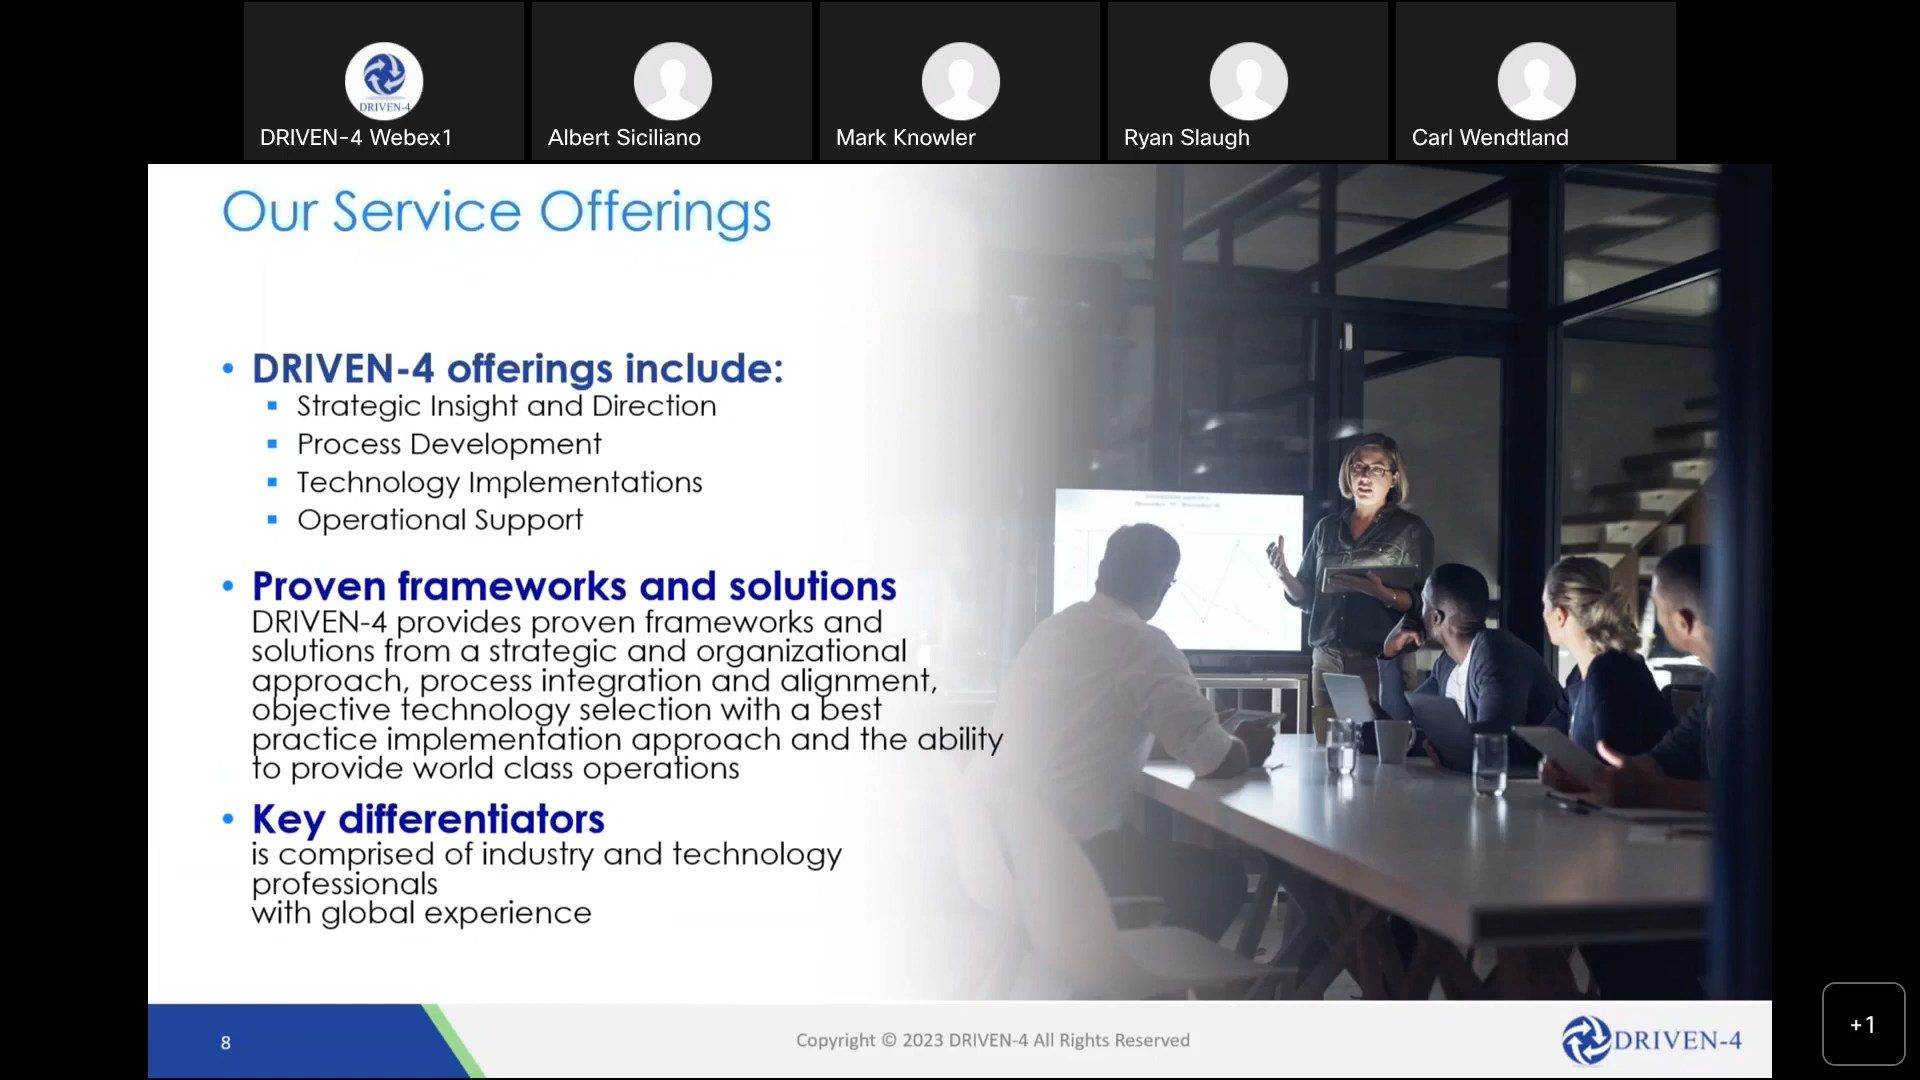 DRIVEN-4
DRIVEN-4 Webex1
Albert Siciliano
Mark Knowler
Ryan Slaugh
Carl Wendtland
Our Service Offerings
• DRIVEN-4 offerings include:
▪ Strategic Insight and Direction
▪ Process Development
▪ Technology Implementations
▪ Operational Support
• Proven frameworks and solutions
DRIVEN-4 provides proven frameworks and
solutions from a strategic and organizational
approach, process integration and alignment,
objective technology selection with a best
practice implementation approach and the ability
to provide world class operations
• Key differentiators
is comprised of industry and technology
professionals
with global experience
8
Copyright © 2023 DRIVEN-4 All Rights Reserved
DRIVEN-4
+1